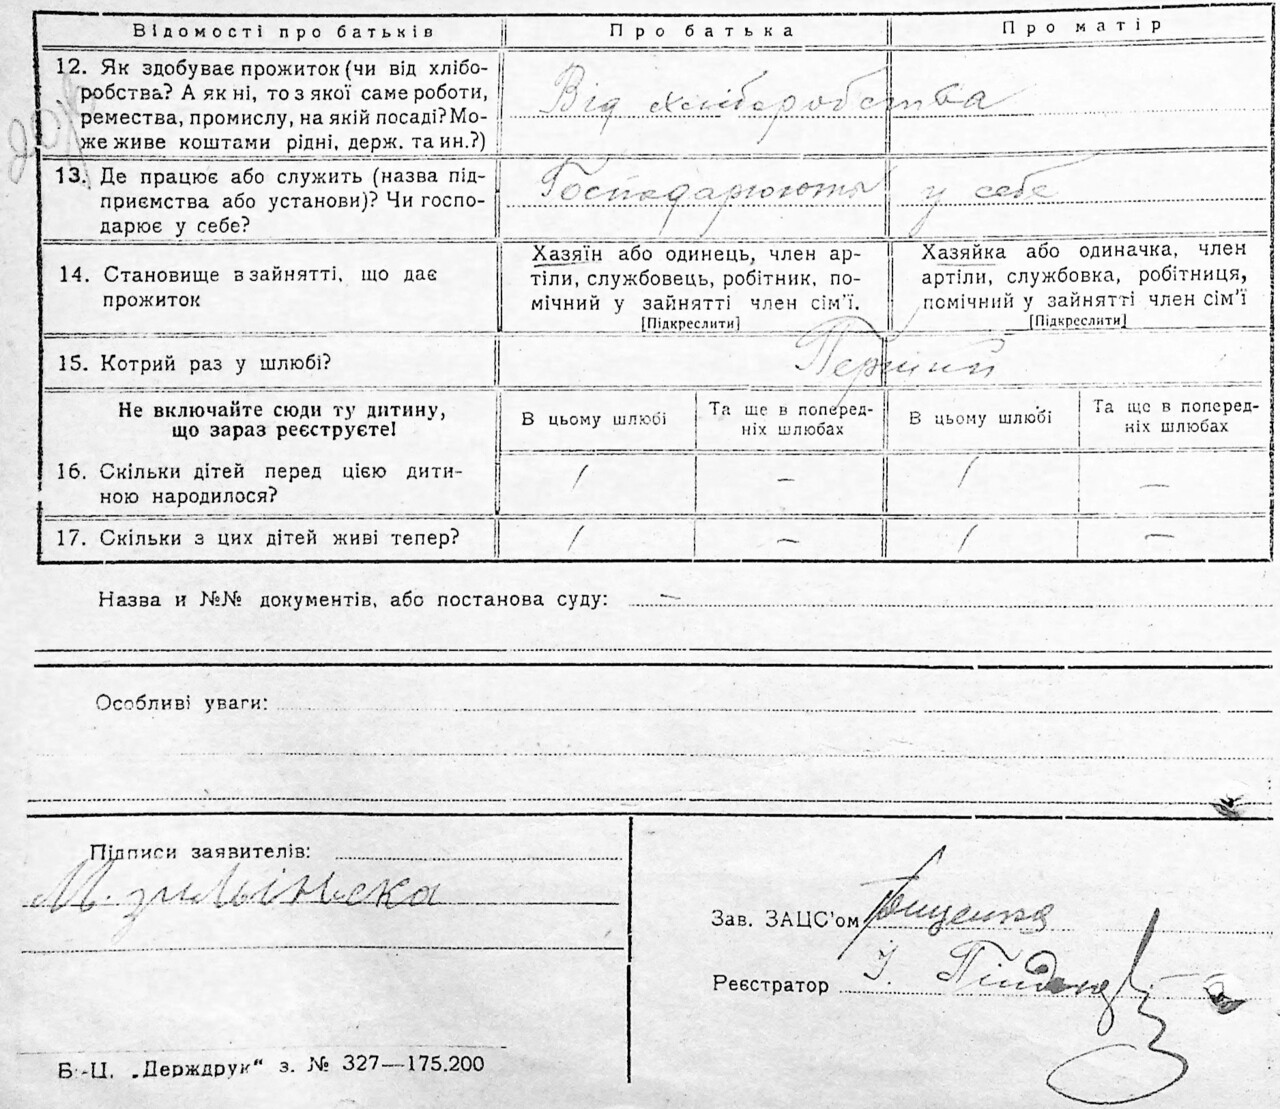 Відомості про батьків Про батька Про матір
12. Як здобуває прожиток (чи від хлібо-
робства? А як ні, то з якої саме роботи,
ремества, промислу, на якій посаді? Мо-
же живе коштами рідні, держ. та ин.?)
Від хліборобства
13. Де працює або служить (назва під-
приємства або установи)? Чи госпо-
дарює у себе?
Господарюють у себе
14. Становище в зайнятті, що дає
прожиток
Хазяїн або одинець, член ар-
тіли, службовець, робітник, по-
мічний у зайнятті член сім'ї.
[Підкреслити]
Хазяйка або одиначка, член
артіли, службовка, робітниця,
помічний у зайнятті член сім'ї
[Підкреслити]
15. Котрий раз у шлюбі?
Перший
Не включайте сюди ту дитину,
що зараз реєструєте!
В цьому шлюбі
Та ще в поперед-
ніх шлюбах
В цьому шлюбі
Та ще в поперед-
ніх шлюбах
16. Скільки дітей перед цією дити-
ною народилося?
1 — 1 —
17. Скільки з цих дітей живі тепер? 1 — 1 —
Назва и №№ документів, або постанова суду: —
Особливі уваги:
Підписи заявителів:
М.
Зав. ЗАЦС'ом
Реєстратор І.
Б.-Ц. „Держдрук“ з. № 327—175.200